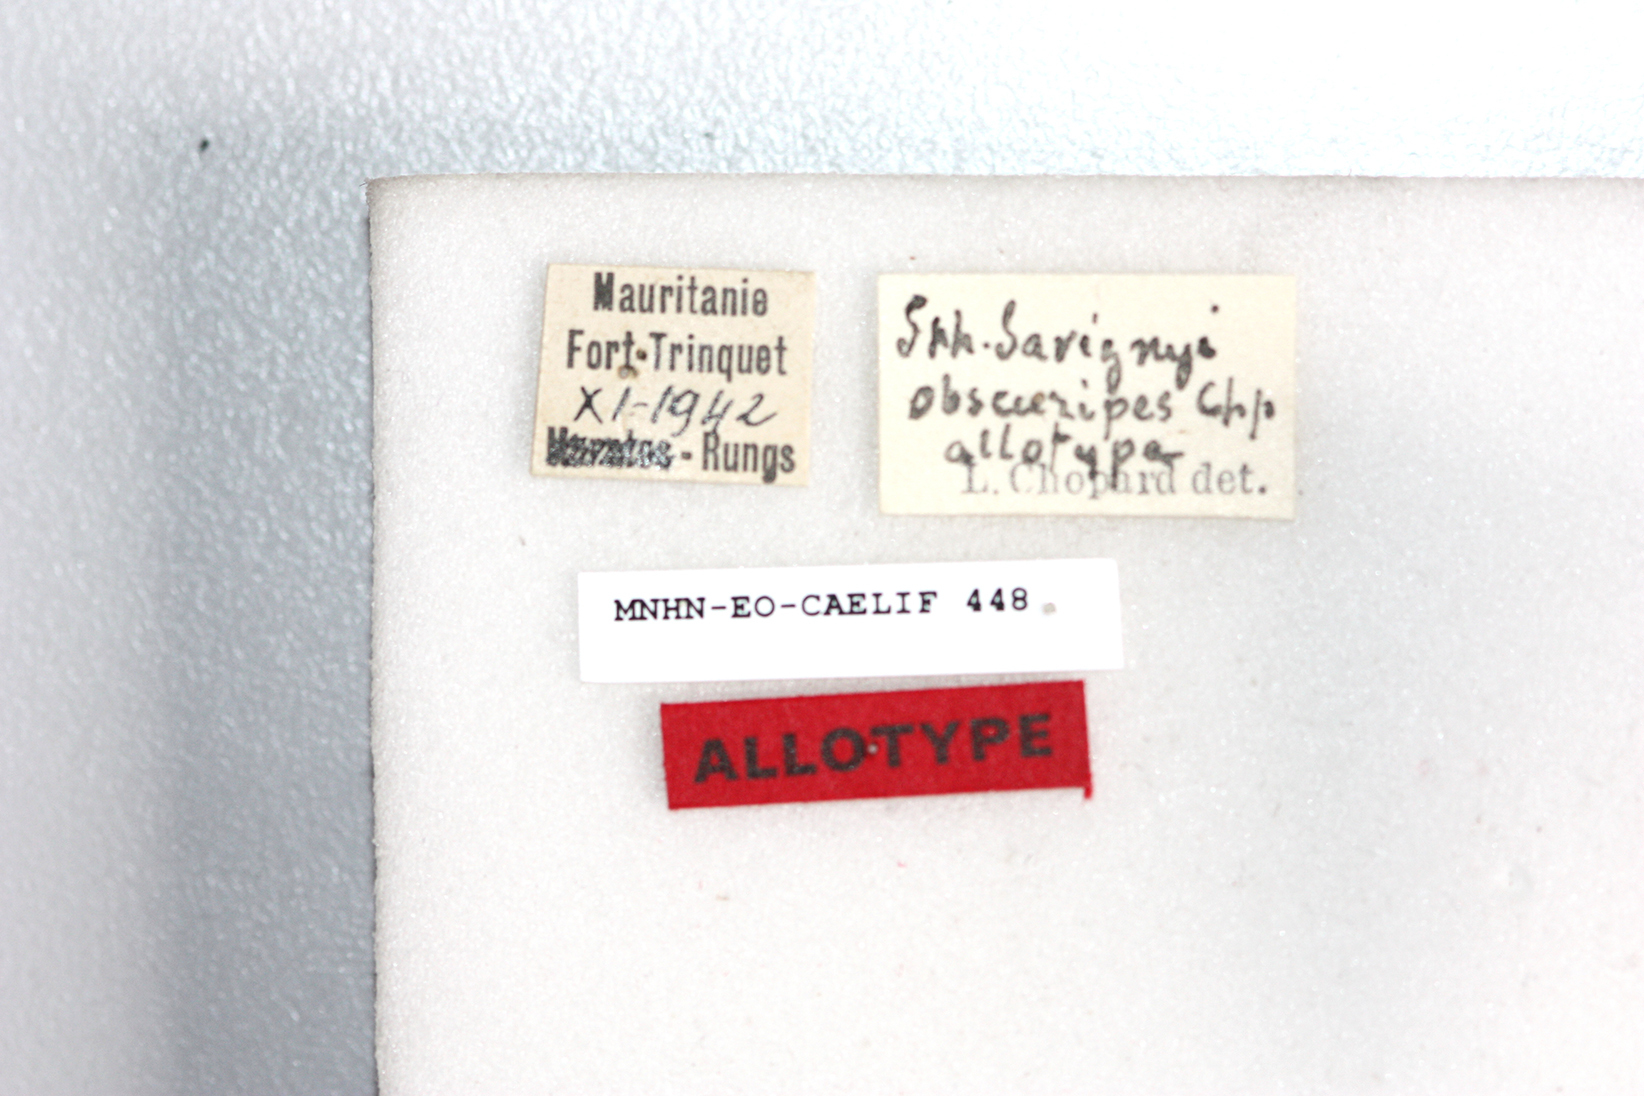 Mauritanie
Fort-Trinquet
XI-1942
- Rungs
Sph. Savignyi
obscuripes Chp
allotype
L. Chopard det.
MNHN-EO-CAELIF 448
ALLOTYPE